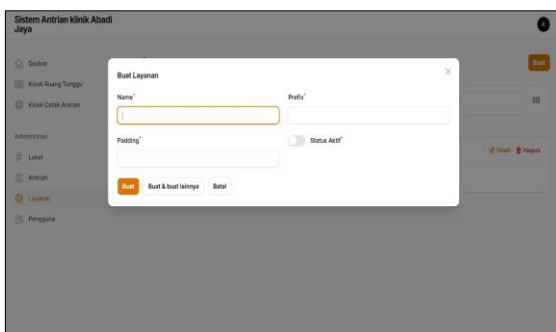 Sistem Antrian klinik Abadi
Jaya
K
Dasbor
Buat
Kiosk Ruang Tunggu
Kiosk Cetak Antrian
Administrasi
Loket
Antrian
Layanan
Pengguna
Ubah
Hapus
Buat Layanan
Name*
Prefix*
Padding*
Status Aktif*
Buat
Buat & buat lainnya
Batal